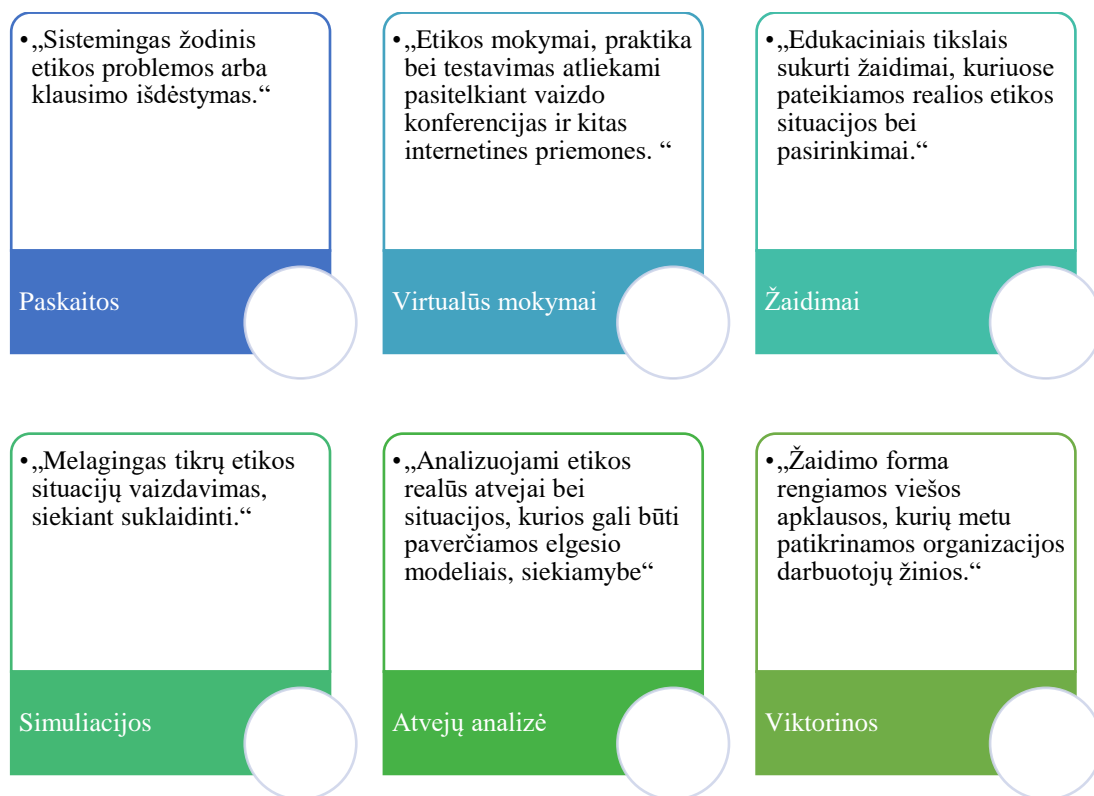 •„Sistemingas žodinis
etikos problemos arba
klausimo išdėstymas.“
Paskaitos
•„Etikos mokymai, praktika
bei testavimas atliekami
pasitelkiant vaizdo
konferencijas ir kitas
internetines priemones. “
Virtualūs mokymai
•„Edukaciniais tikslais
sukurti žaidimai, kuriuose
pateikiamos realios etikos
situacijos bei
pasirinkimai.“
Žaidimai
•„Melagingas tikrų etikos
situacijų vaizdavimas,
siekiant suklaidinti.“
Simuliacijos
•„Analizuojami etikos
realūs atvejai bei
situacijos, kurios gali būti
paverčiamos elgesio
modeliais, siekiamybe“
Atvejų analizė
•„Žaidimo forma
rengiamos viešos
apklausos, kurių metu
patikrinamos organizacijos
darbuotojų žinios.“
Viktorinos